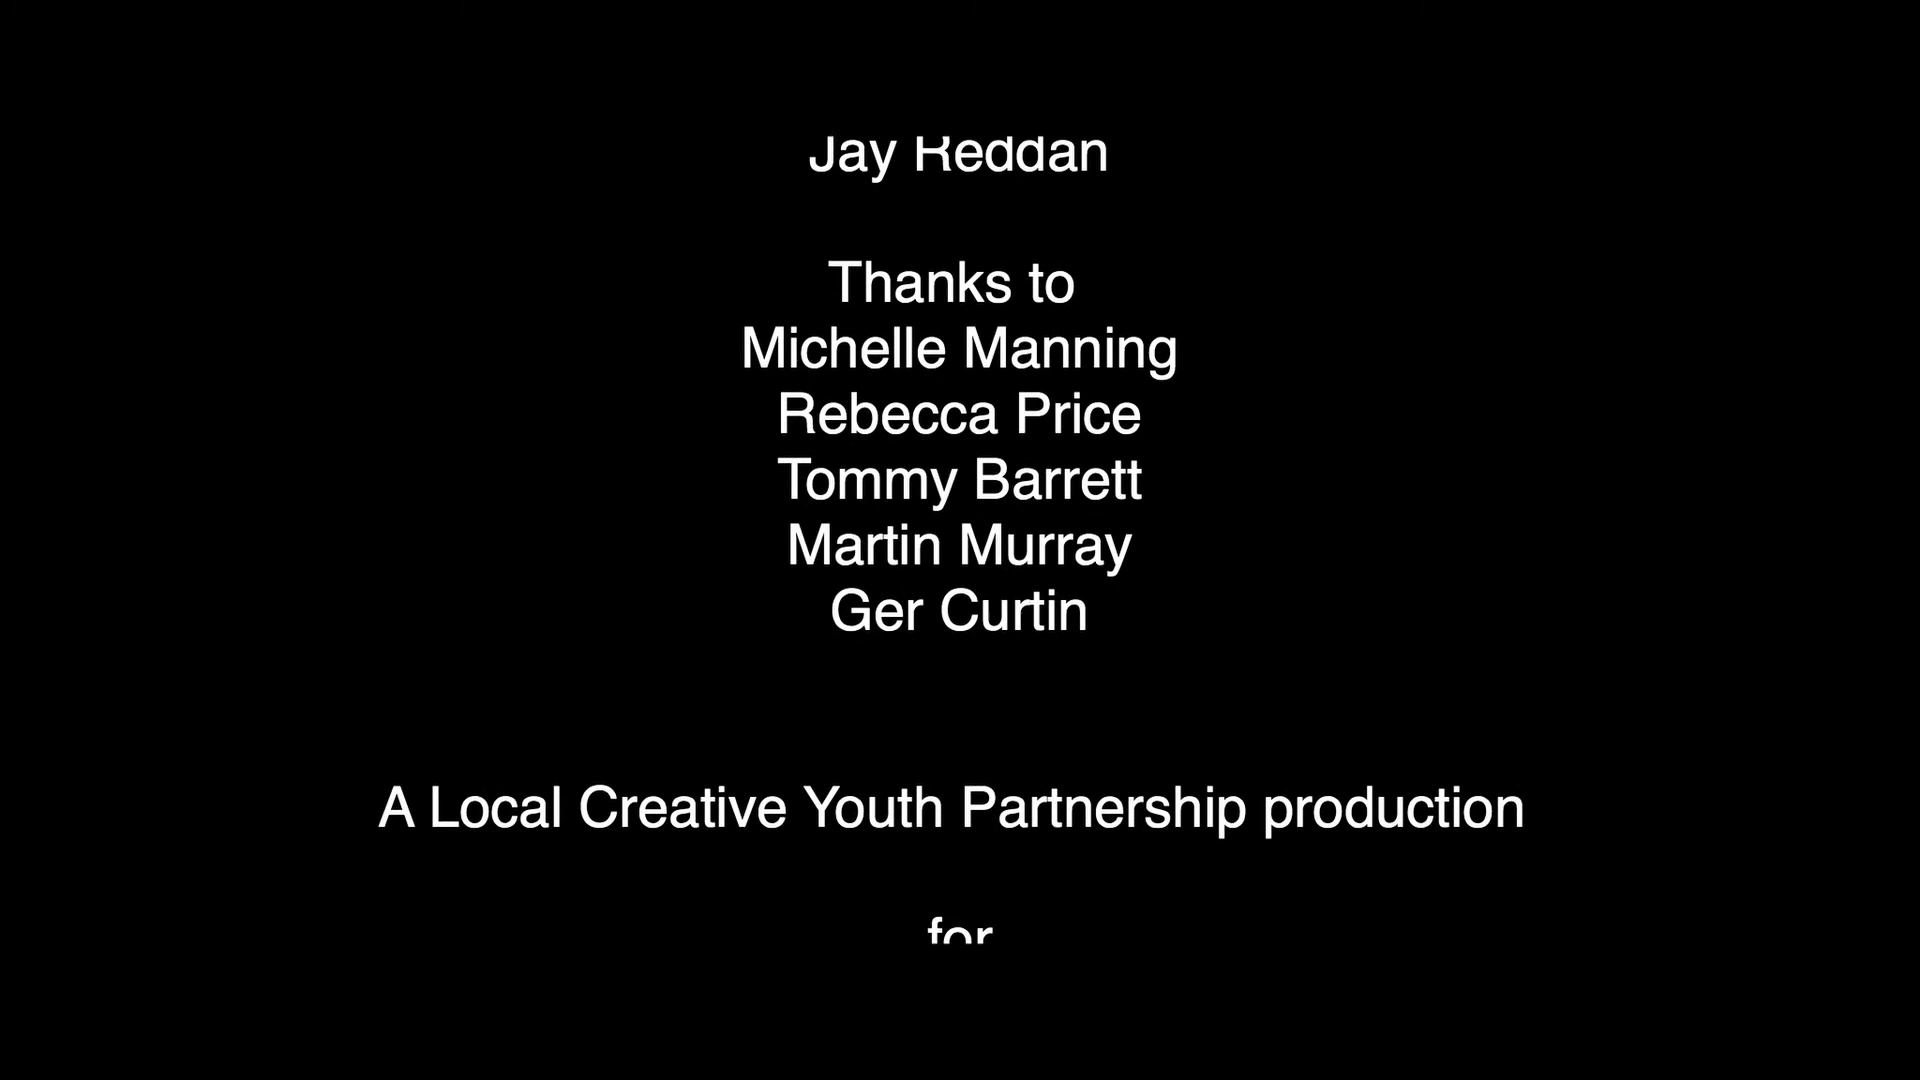 Jay Reddan
Thanks to
Michelle Manning
Rebecca Price
Tommy Barrett
Martin Murray
Ger Curtin
A Local Creative Youth Partnership production
for